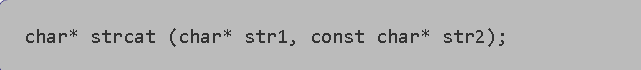 char* strcat (char* str1, const char* str2);